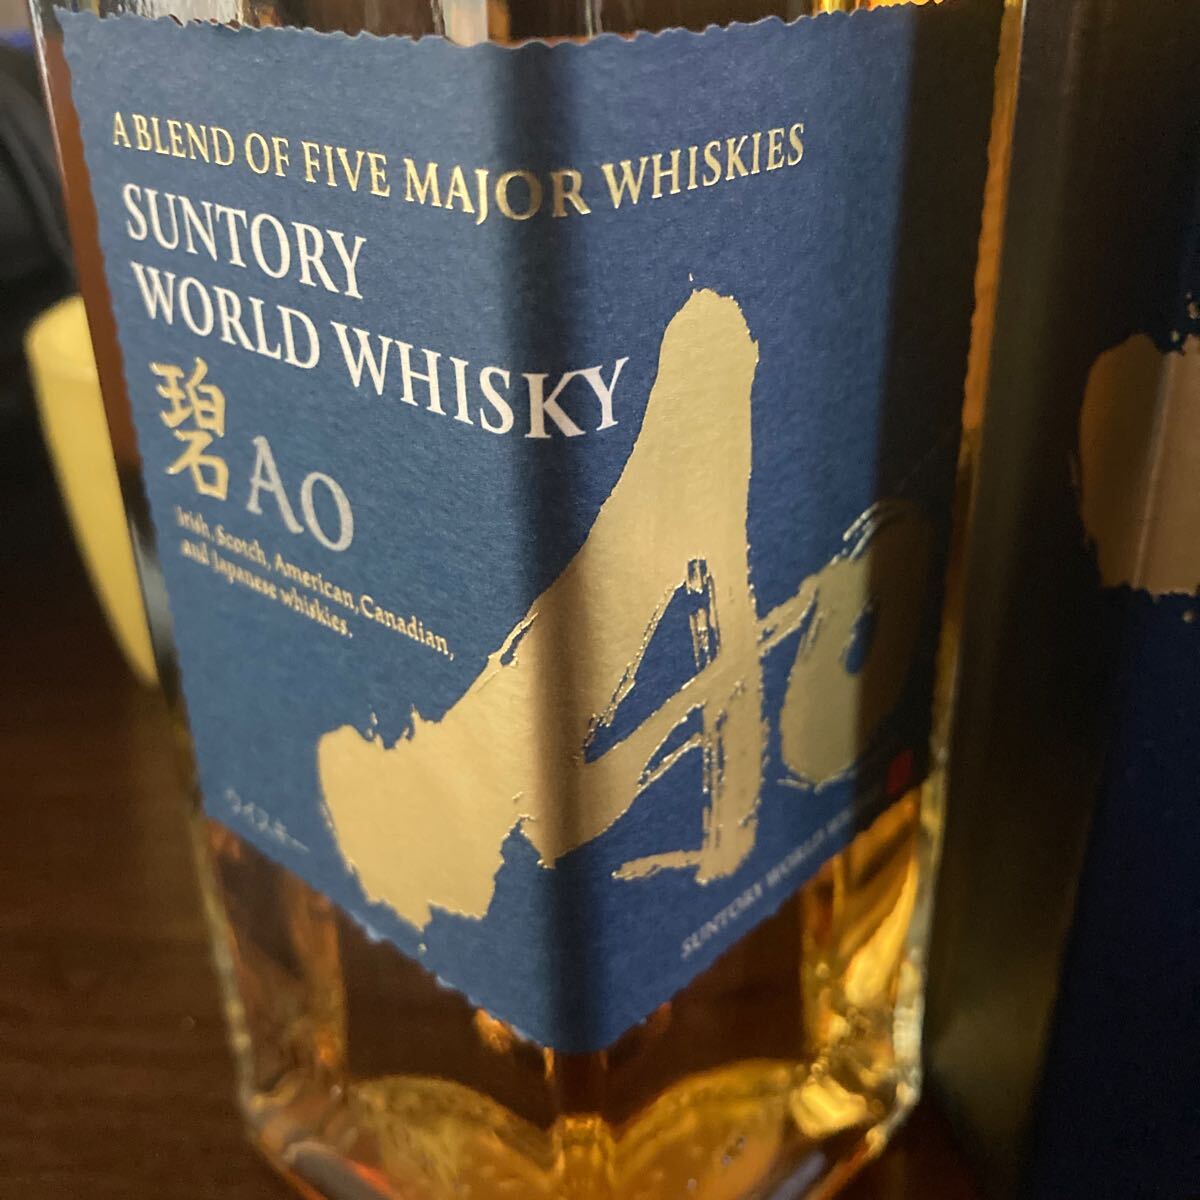 A BLEND OF FIVE MAJOR WHISKIES
SUNTORY
WORLD WHISKY
碧 AO
Irish, Scotch, American, Canadian,
and Japanese whiskies.
Ao
ウイスキー
SUNTORY WORLD